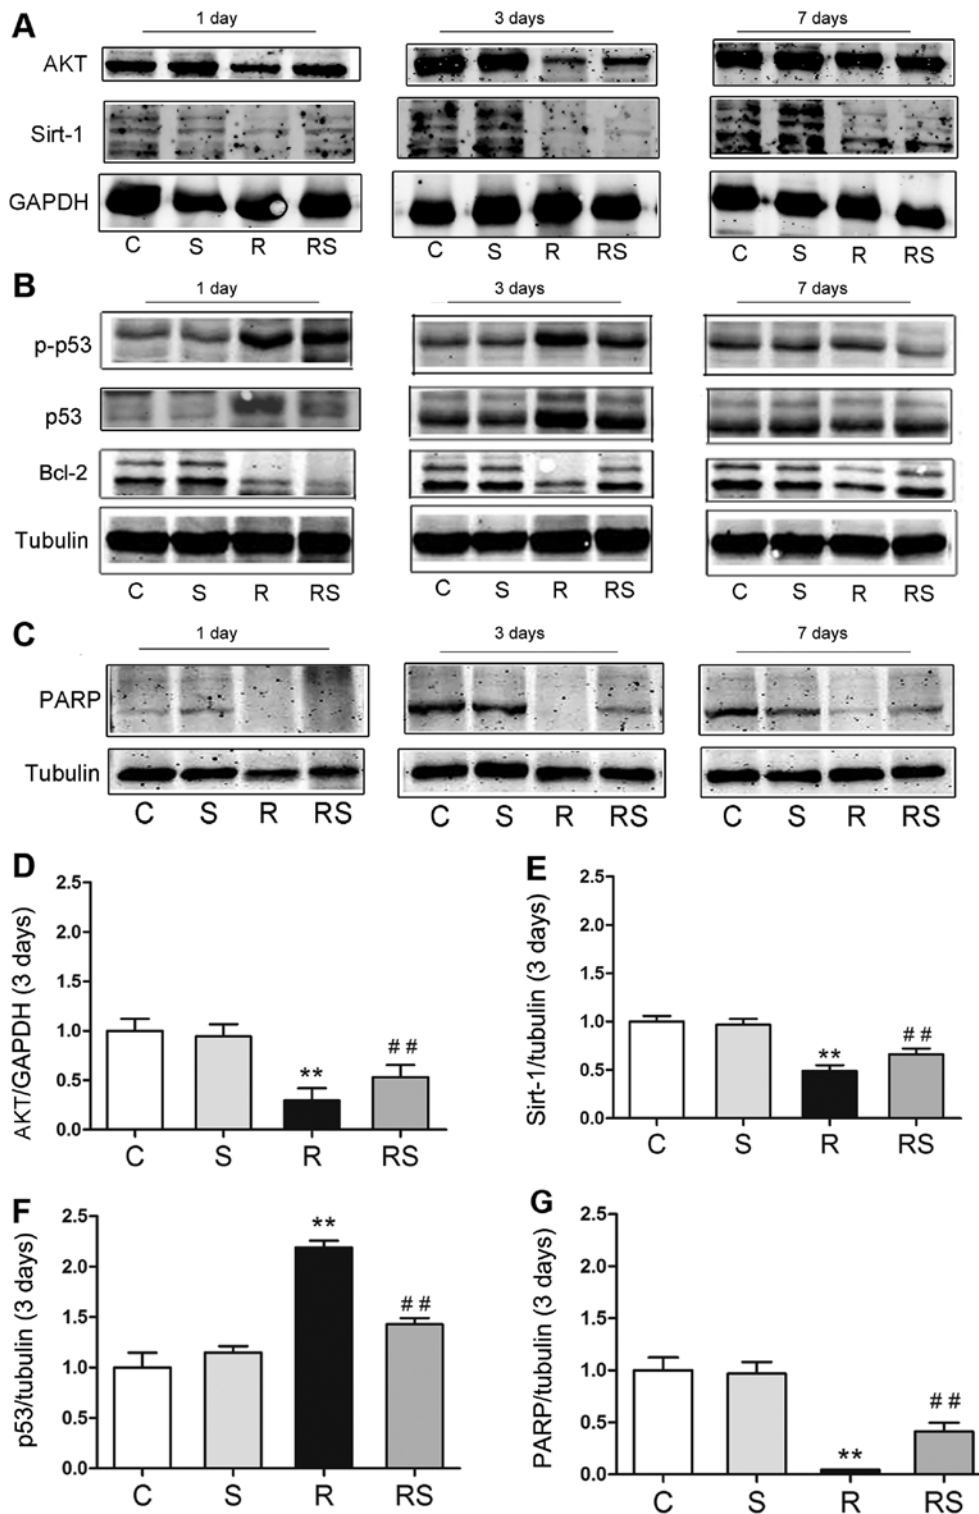 A
1 day
3 days
7 days
AKT
Sirt-1
GAPDH
C S R RS
C S R RS
C S R RS
B
1 day
3 days
7 days
p-p53
p53
Bcl-2
Tubulin
C S R RS
C S R RS
C S R RS
C
1 day
3 days
7 days
PARP
Tubulin
C S R RS
C S R RS
C S R RS
D
AKT/GAPDH (3 days)
2.5
2.0
1.5
1.0
0.5
0.0
**
##
C S R RS
E
Sirt-1/tubulin (3 days)
2.5
2.0
1.5
1.0
0.5
0.0
**
##
C S R RS
F
p53/tubulin (3 days)
2.5
2.0
1.5
1.0
0.5
0.0
**
##
C S R RS
G
PARP/tubulin (3 days)
2.5
2.0
1.5
1.0
0.5
0.0
**
##
C S R RS